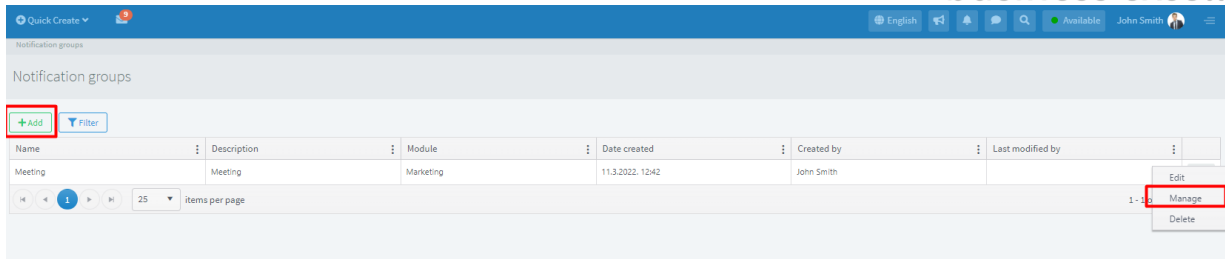 Quick Create 9 English Available John Smith
Notification groups
Notification groups
Add Filter
Name Description Module Date created Created by Last modified by
Meeting Meeting Marketing 11.3.2022. 12:42 John Smith
Edit
1 25 items per page 1 - 1 Manage
Delete